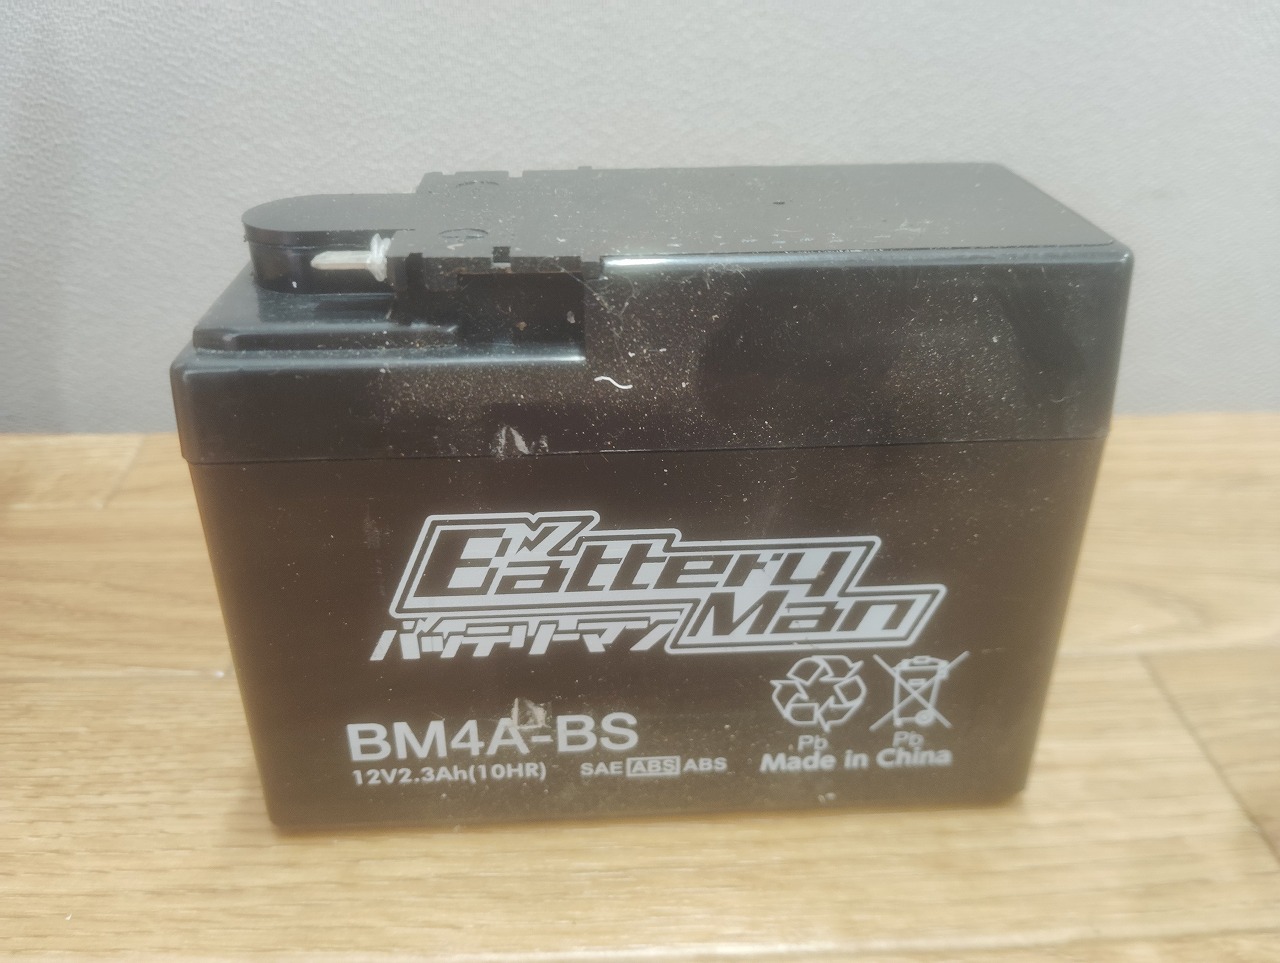 Battery
Man
バッテリーマン
BM4A-BS
12V2.3Ah(10HR)
SAE ABS ABS
Pb
Pb
Made in China